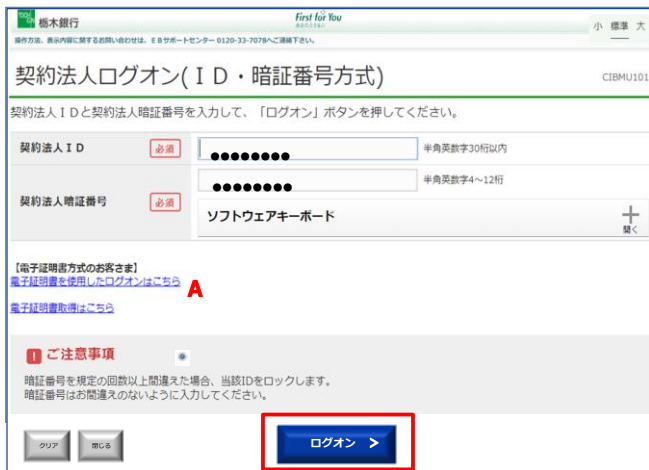 TOCHIGI BANK 栃木銀行
First for You
小 標準 大
操作方法、表示内容に関するお問い合わせは、EBサポートセンター 0120-33-7078へご連絡下さい。
契約法人ログオン(ID・暗証番号方式)
CIBMU101
契約法人IDと契約法人暗証番号を入力して、「ログオン」ボタンを押してください。
契約法人ID 必須 ●●●●●●●● 半角英数字30桁以内
契約法人暗証番号 必須 ●●●●●●●● 半角英数字4~12桁
ソフトウェアキーボード 開く
【電子証明書方式のお客さま】
電子証明書を使用したログオンはこちら A
電子証明書取得はこちら
! ご注意事項
暗証番号を規定の回数以上間違えた場合、当該IDをロックします。
暗証番号はお間違えのないように入力してください。
クリア 閉じる ログオン >